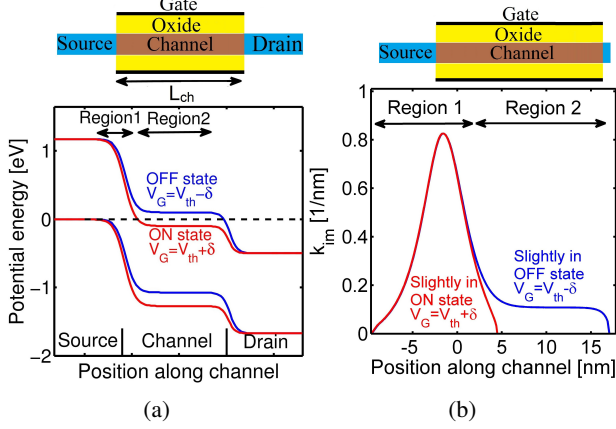 Gate
Oxide
Source
Channel
Drain
L_ch
Region1
Region2
Potential energy [eV]
1
0
-1
-2
OFF state
V_G=V_th−δ
ON state
V_G=V_th+δ
Source
Channel
Drain
Position along channel
(a)
Gate
Oxide
Source
Channel
Region 1
Region 2
k_im [1/nm]
1
0.8
0.6
0.4
0.2
0
Slightly in
ON state
V_G=V_th+δ
Slightly in
OFF state
V_G=V_th-δ
-5
0
5
10
15
Position along channel [nm]
(b)